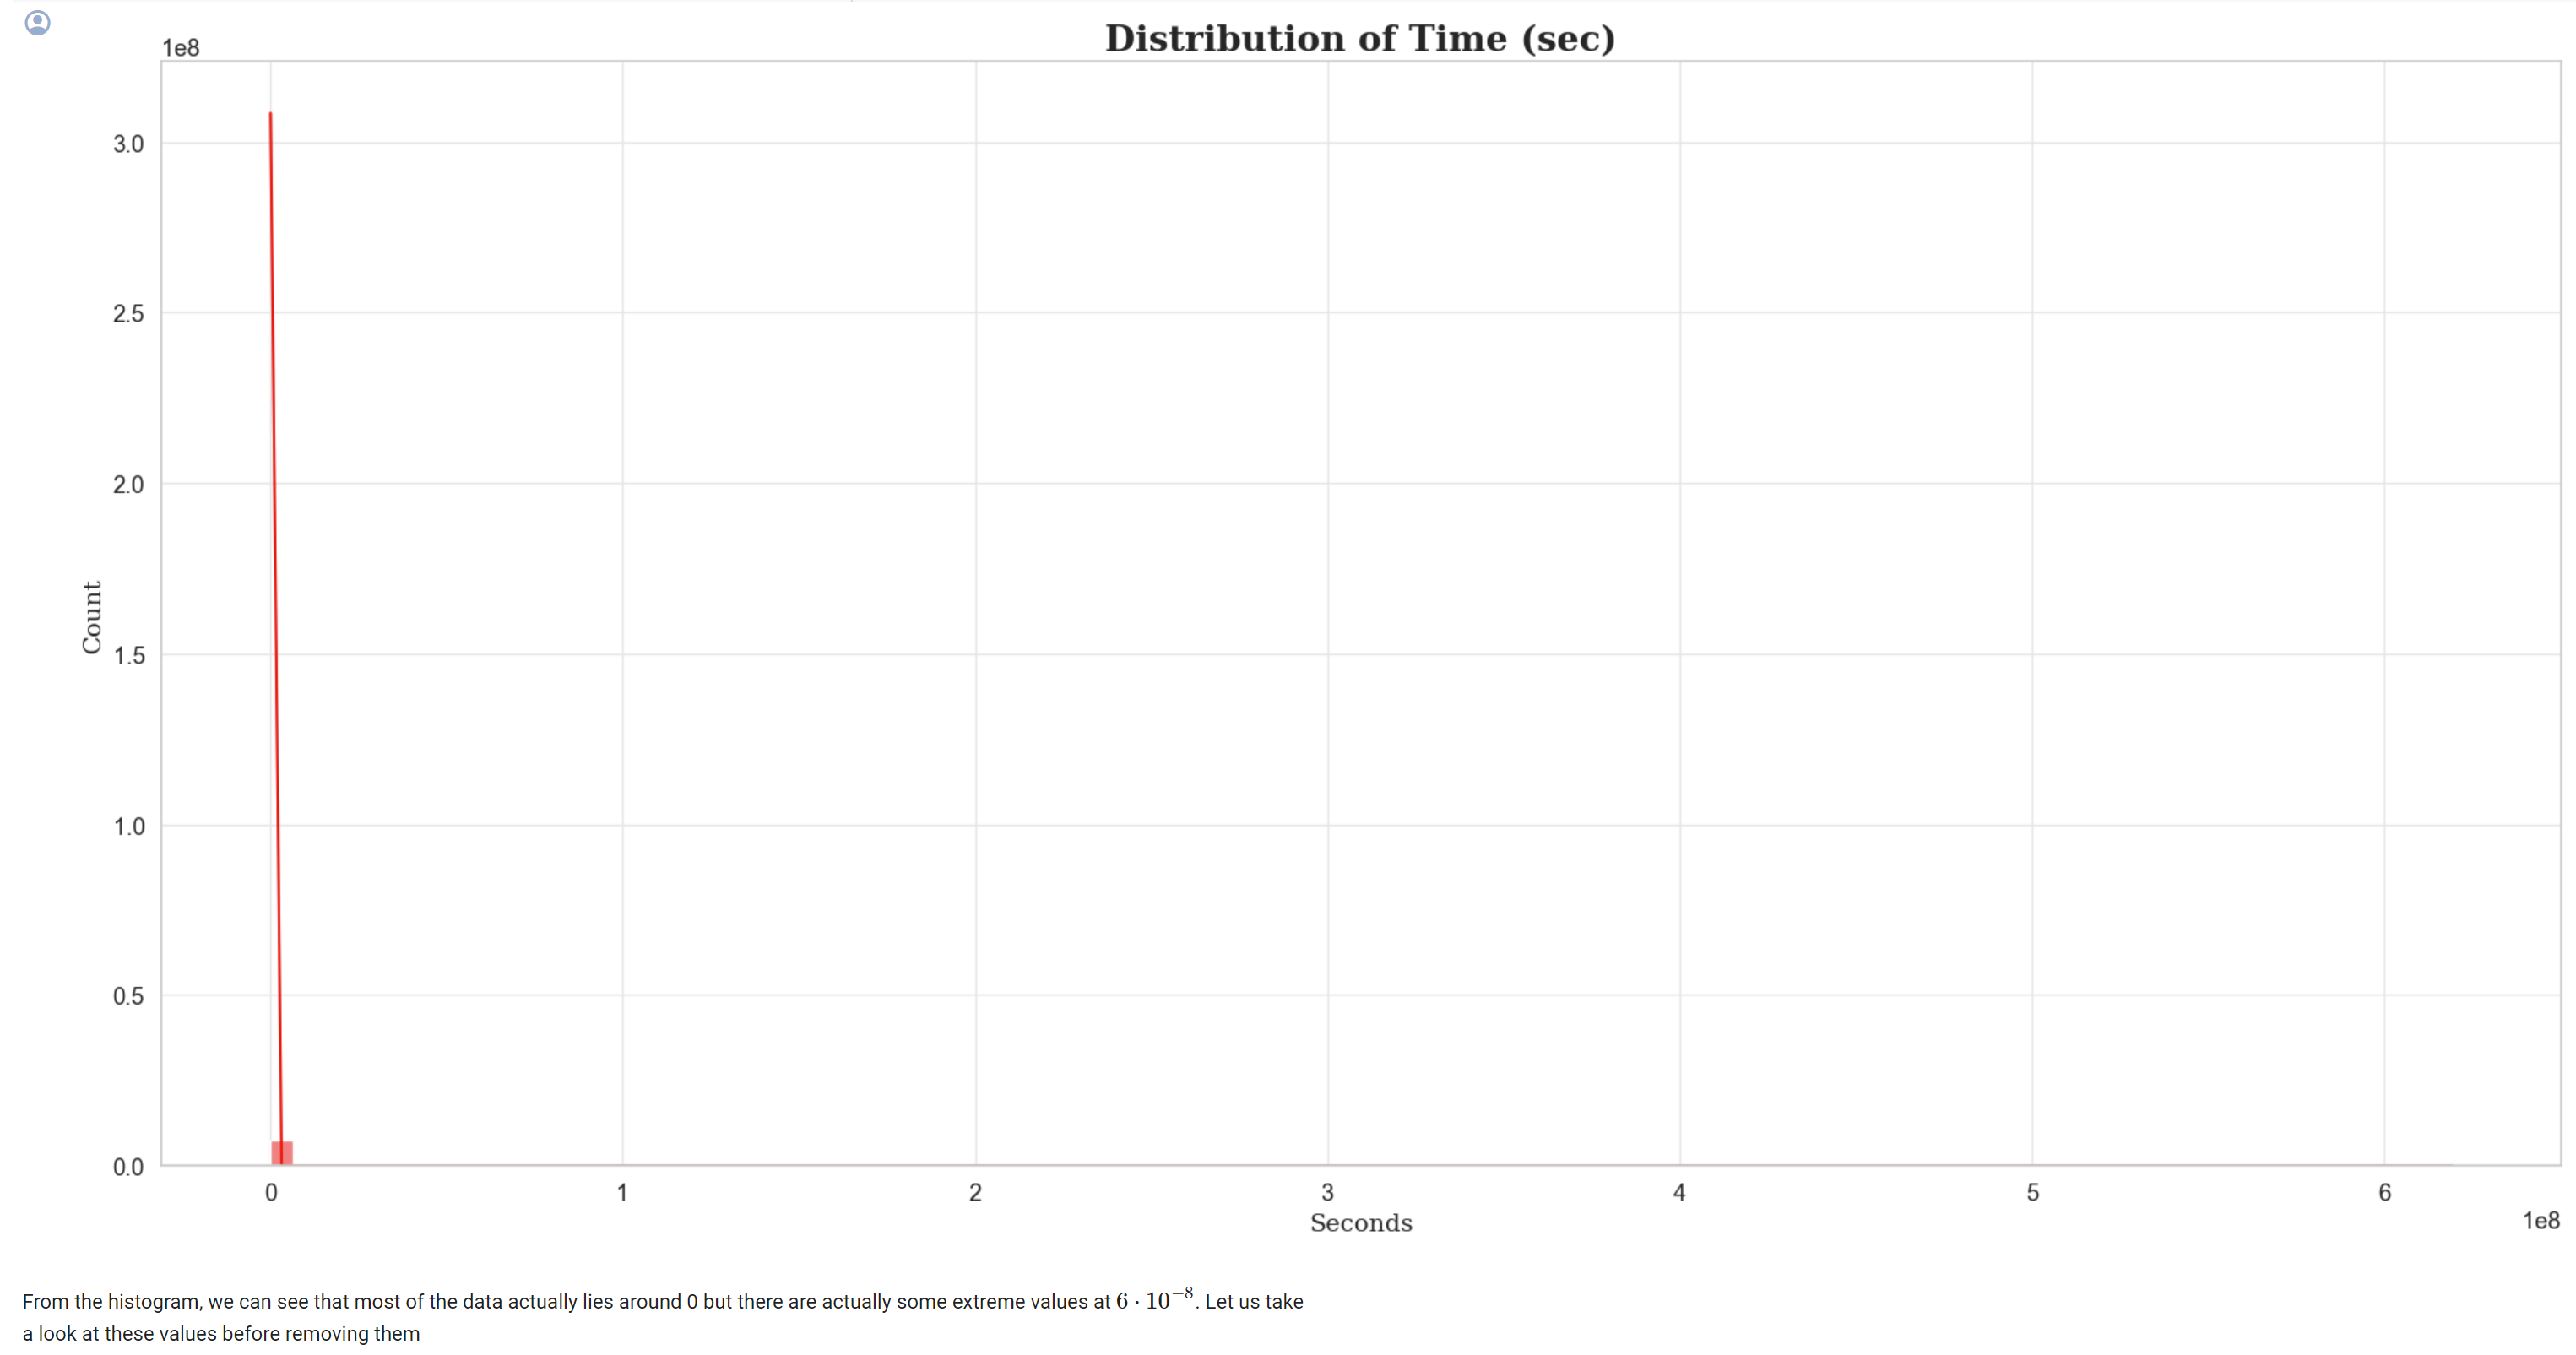 Distribution of Time (sec)
1e8
3.0
2.5
2.0
1.5
1.0
0.5
0.0
Count
0 1 2 3 4 5 6
Seconds
1e8
From the histogram, we can see that most of the data actually lies around 0 but there are actually some extreme values at 6 · 10⁻⁸. Let us take
a look at these values before removing them